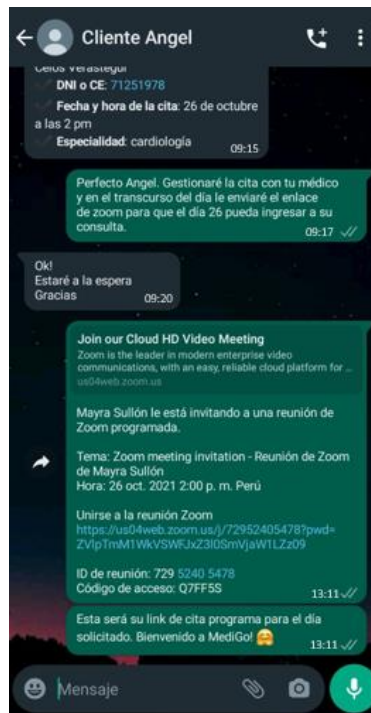 Cliente Angel
Celos Verastegui
DNI o CE: 71251978
Fecha y hora de la cita: 26 de octubre
a las 2 pm
Especialidad: cardiología
09:15
Perfecto Angel. Gestionaré la cita con tu médico
y en el transcurso del día le enviaré el enlace
de zoom para que el día 26 pueda ingresar a su
consulta.
09:17
Ok!
Estaré a la espera
Gracias
09:20
Join our Cloud HD Video Meeting
Zoom is the leader in modern enterprise video
communications, with an easy, reliable cloud platform for ...
us04web.zoom.us
Mayra Sullón le está invitando a una reunión de
Zoom programada.
Tema: Zoom meeting invitation - Reunión de Zoom
de Mayra Sullón
Hora: 26 oct. 2021 2:00 p. m. Perú
Unirse a la reunión Zoom
https://us04web.zoom.us/j/72952405478?pwd=
ZVlpTmM1WkVSWFJxZ3I0SmVjaW1LZz09
ID de reunión: 729 5240 5478
Código de acceso: Q7FF5S
13:11
Esta será su link de cita programa para el día
solicitado. Bienvenido a MediGo!
13:11
Mensaje